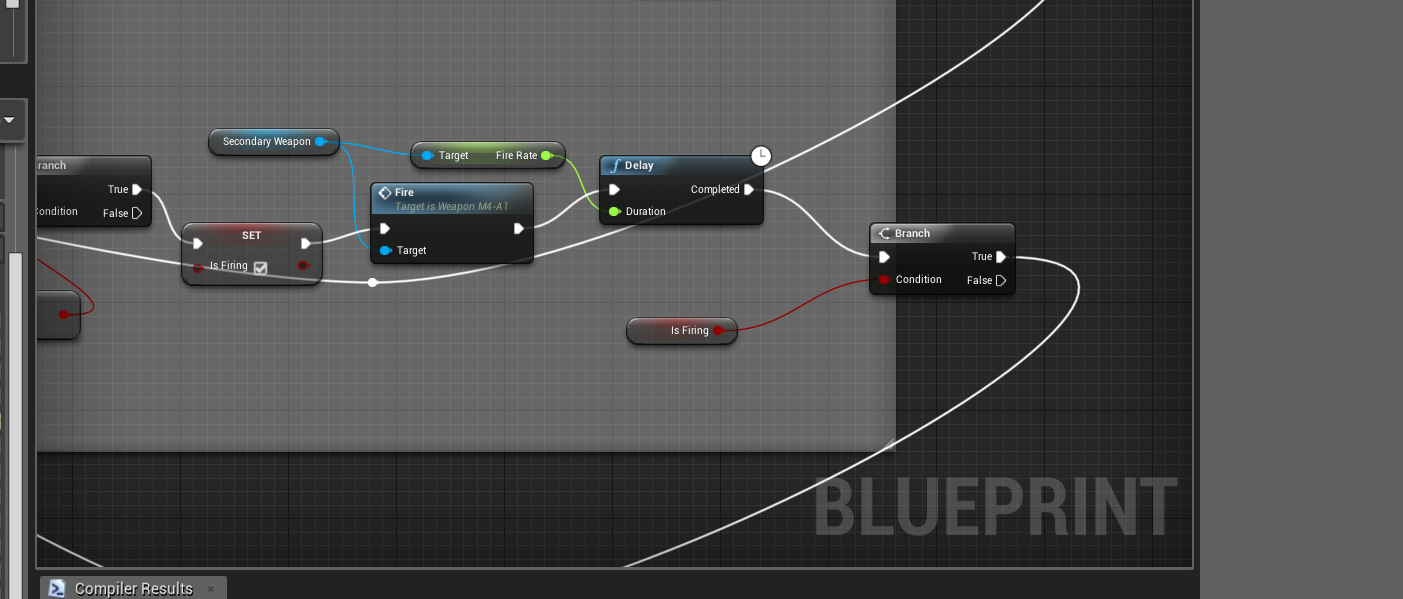 Secondary Weapon
Target Fire Rate
Delay
Completed
Duration
ranch
True
ondition False
Fire
Target is Weapon M4-A1
Target
SET
Is Firing
Branch
True
Condition False
Is Firing
BLUEPRINT
Compiler Results